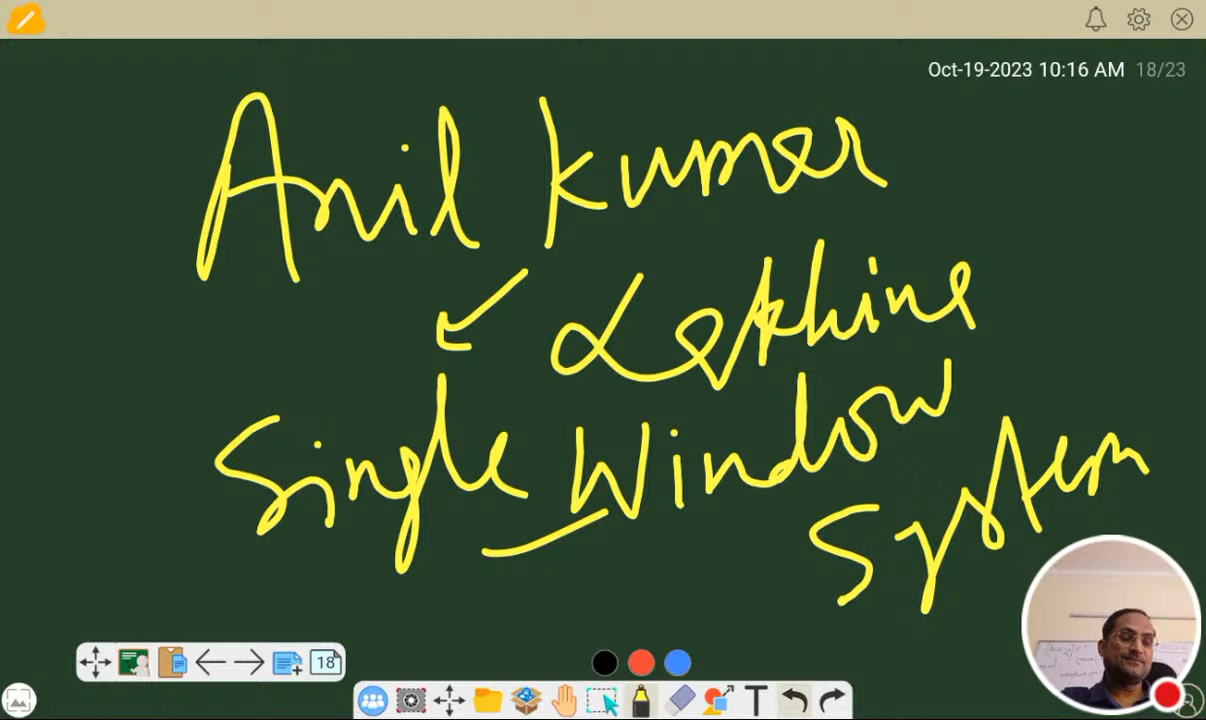 Oct-19-2023 10:16 AM 18/23
Anil Kumar
Lekhine
Single Window
System
18
T